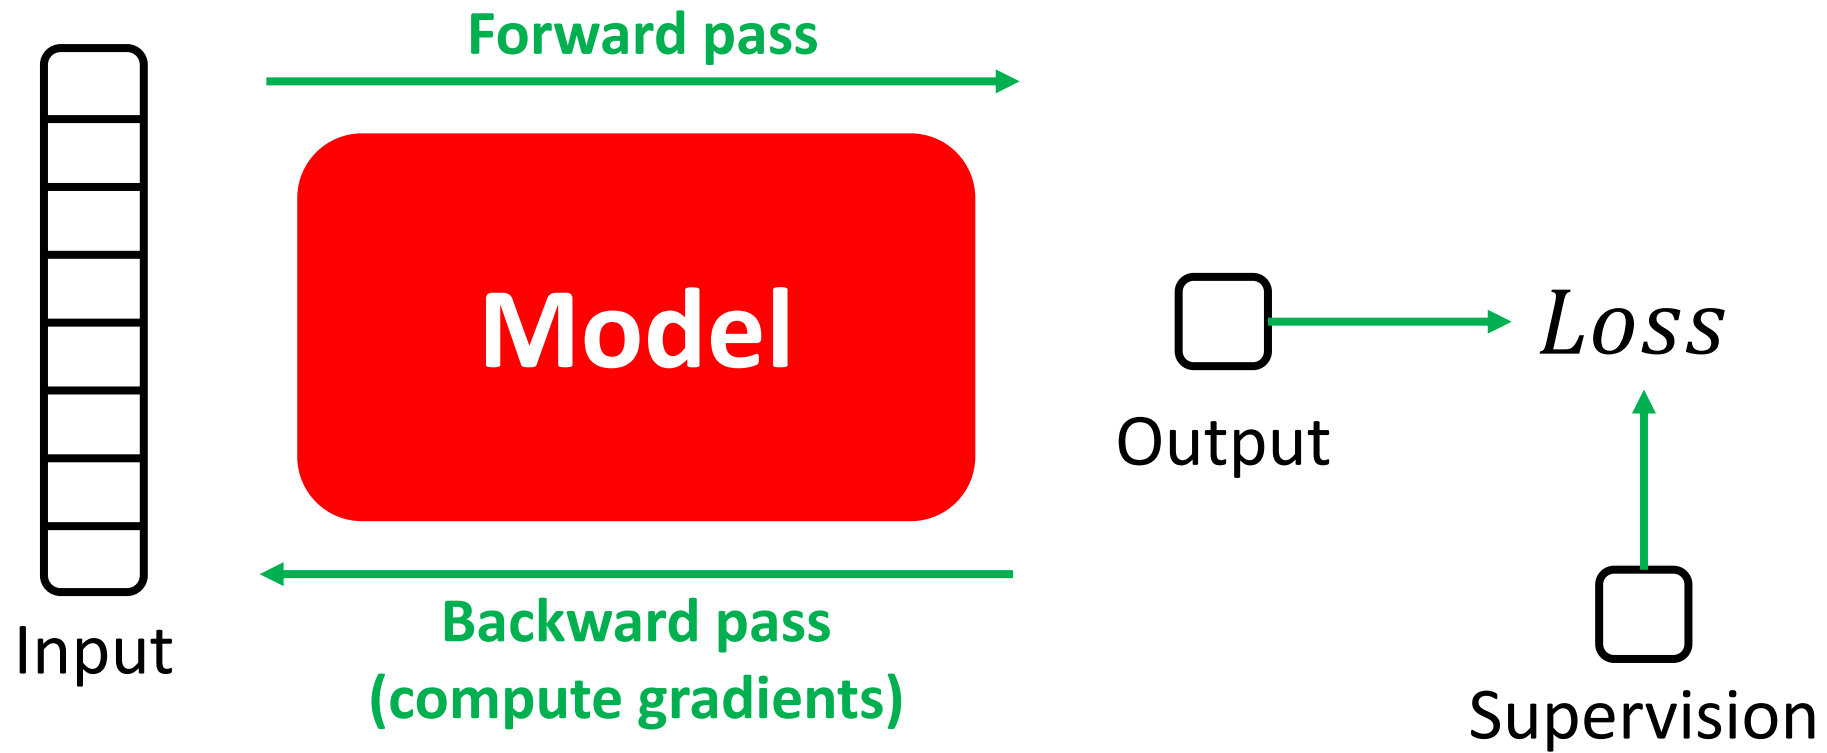 Forward pass
Model
Loss
Output
Backward pass
(compute gradients)
Input
Supervision